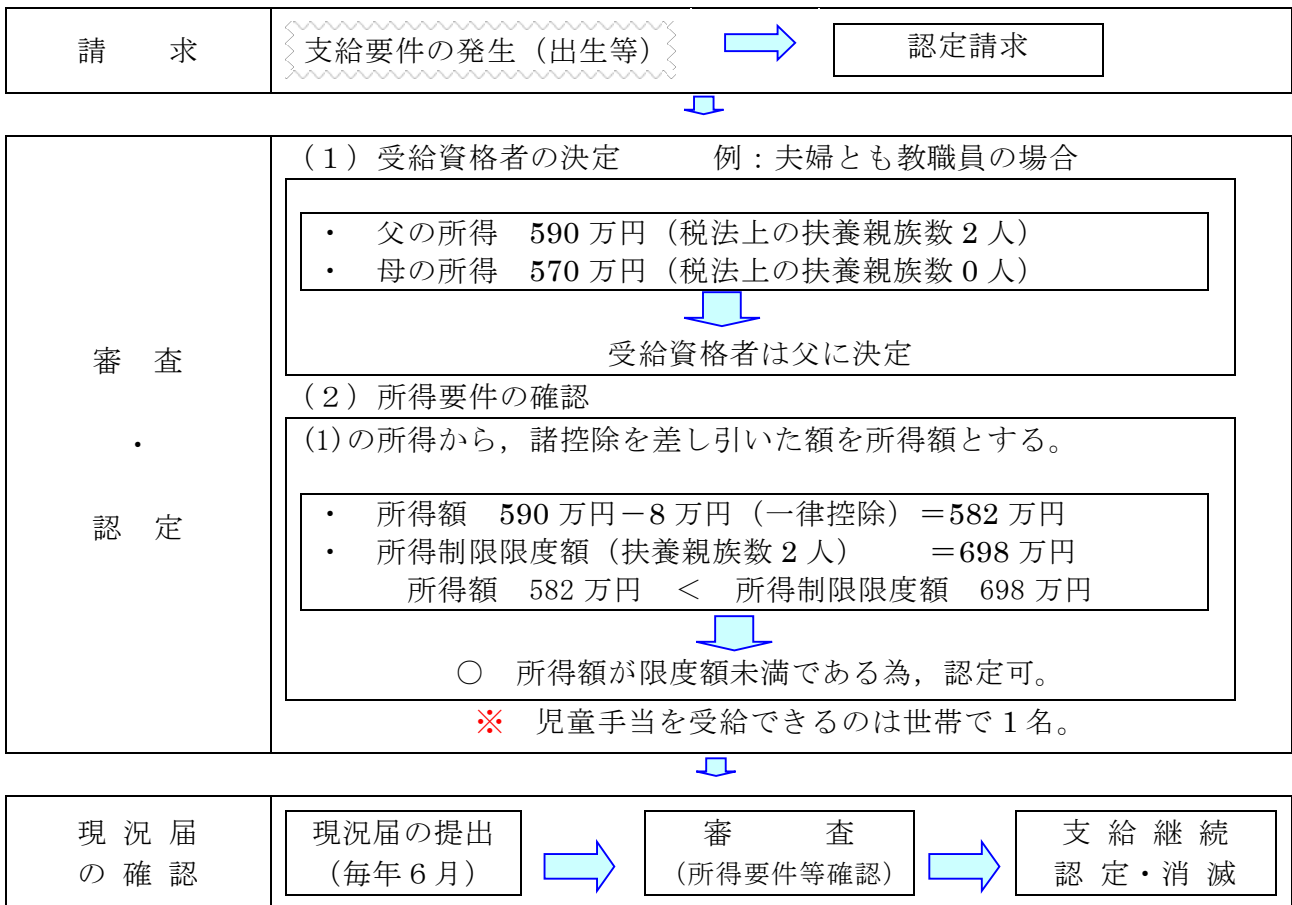 請　　求
支給要件の発生（出生等）
認定請求
審　査
・
認　定
（１）受給資格者の決定　　例：夫婦とも教職員の場合
・　父の所得　590 万円（税法上の扶養親族数 2 人）
・　母の所得　570 万円（税法上の扶養親族数 0 人）
受給資格者は父に決定
（２）所得要件の確認
(1)の所得から，諸控除を差し引いた額を所得額とする。
・　所得額　590 万円－8 万円（一律控除）＝582 万円
・　所得制限限度額（扶養親族数 2 人）　　＝698 万円
所得額　582 万円　＜　所得制限限度額　698 万円
○　所得額が限度額未満である為，認定可。
※　児童手当を受給できるのは世帯で 1 名。
現 況 届
の 確 認
現況届の提出
（毎年６月）
審　　　査
（所得要件等確認）
支 給 継 続
認 定・消 滅